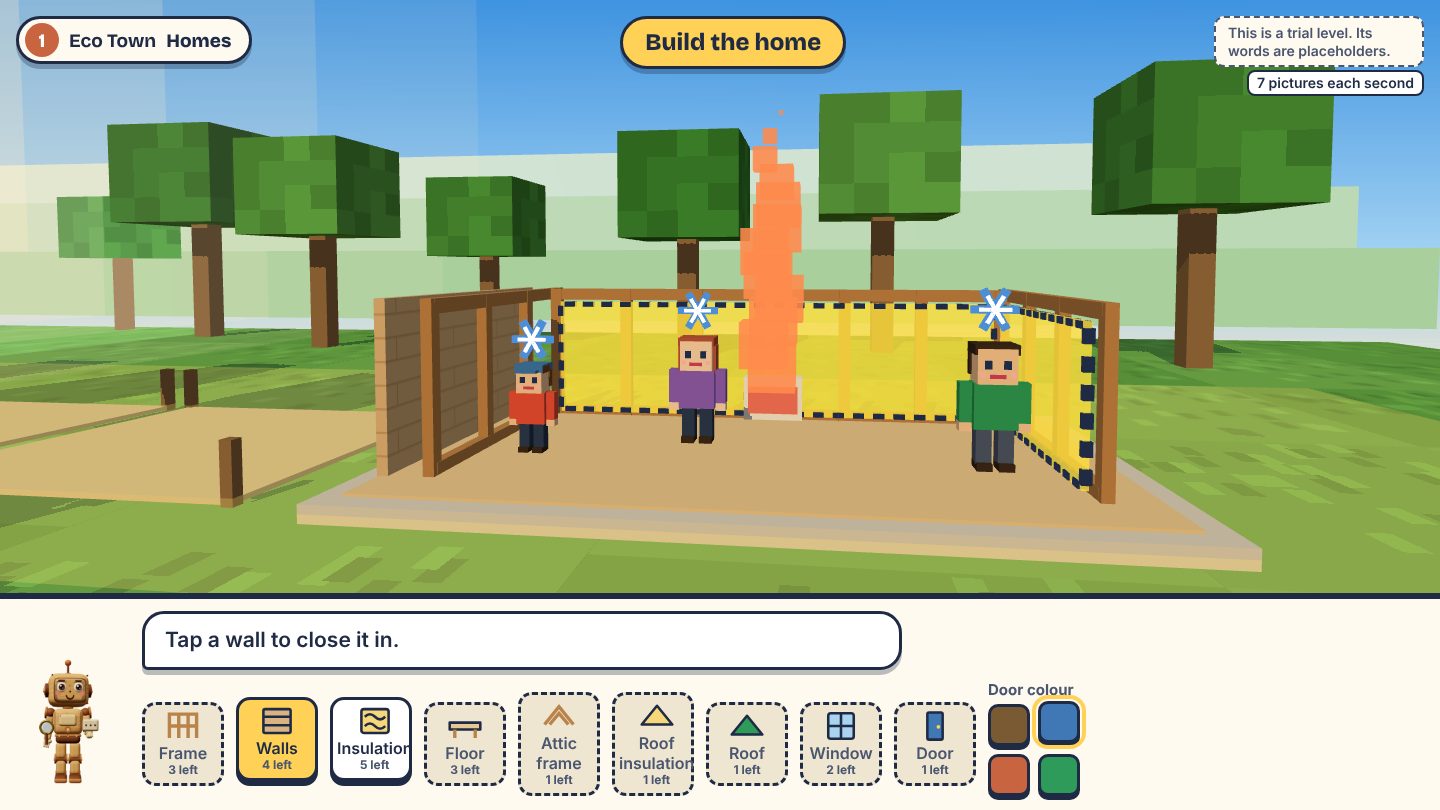 1 Eco Town Homes
Build the home
This is a trial level. Its
words are placeholders.
7 pictures each second
Tap a wall to close it in.
Frame
3 left
Walls
4 left
Insulation
5 left
Floor
3 left
Attic
frame
1 left
Roof
insulation
1 left
Roof
1 left
Window
2 left
Door
1 left
Door colour